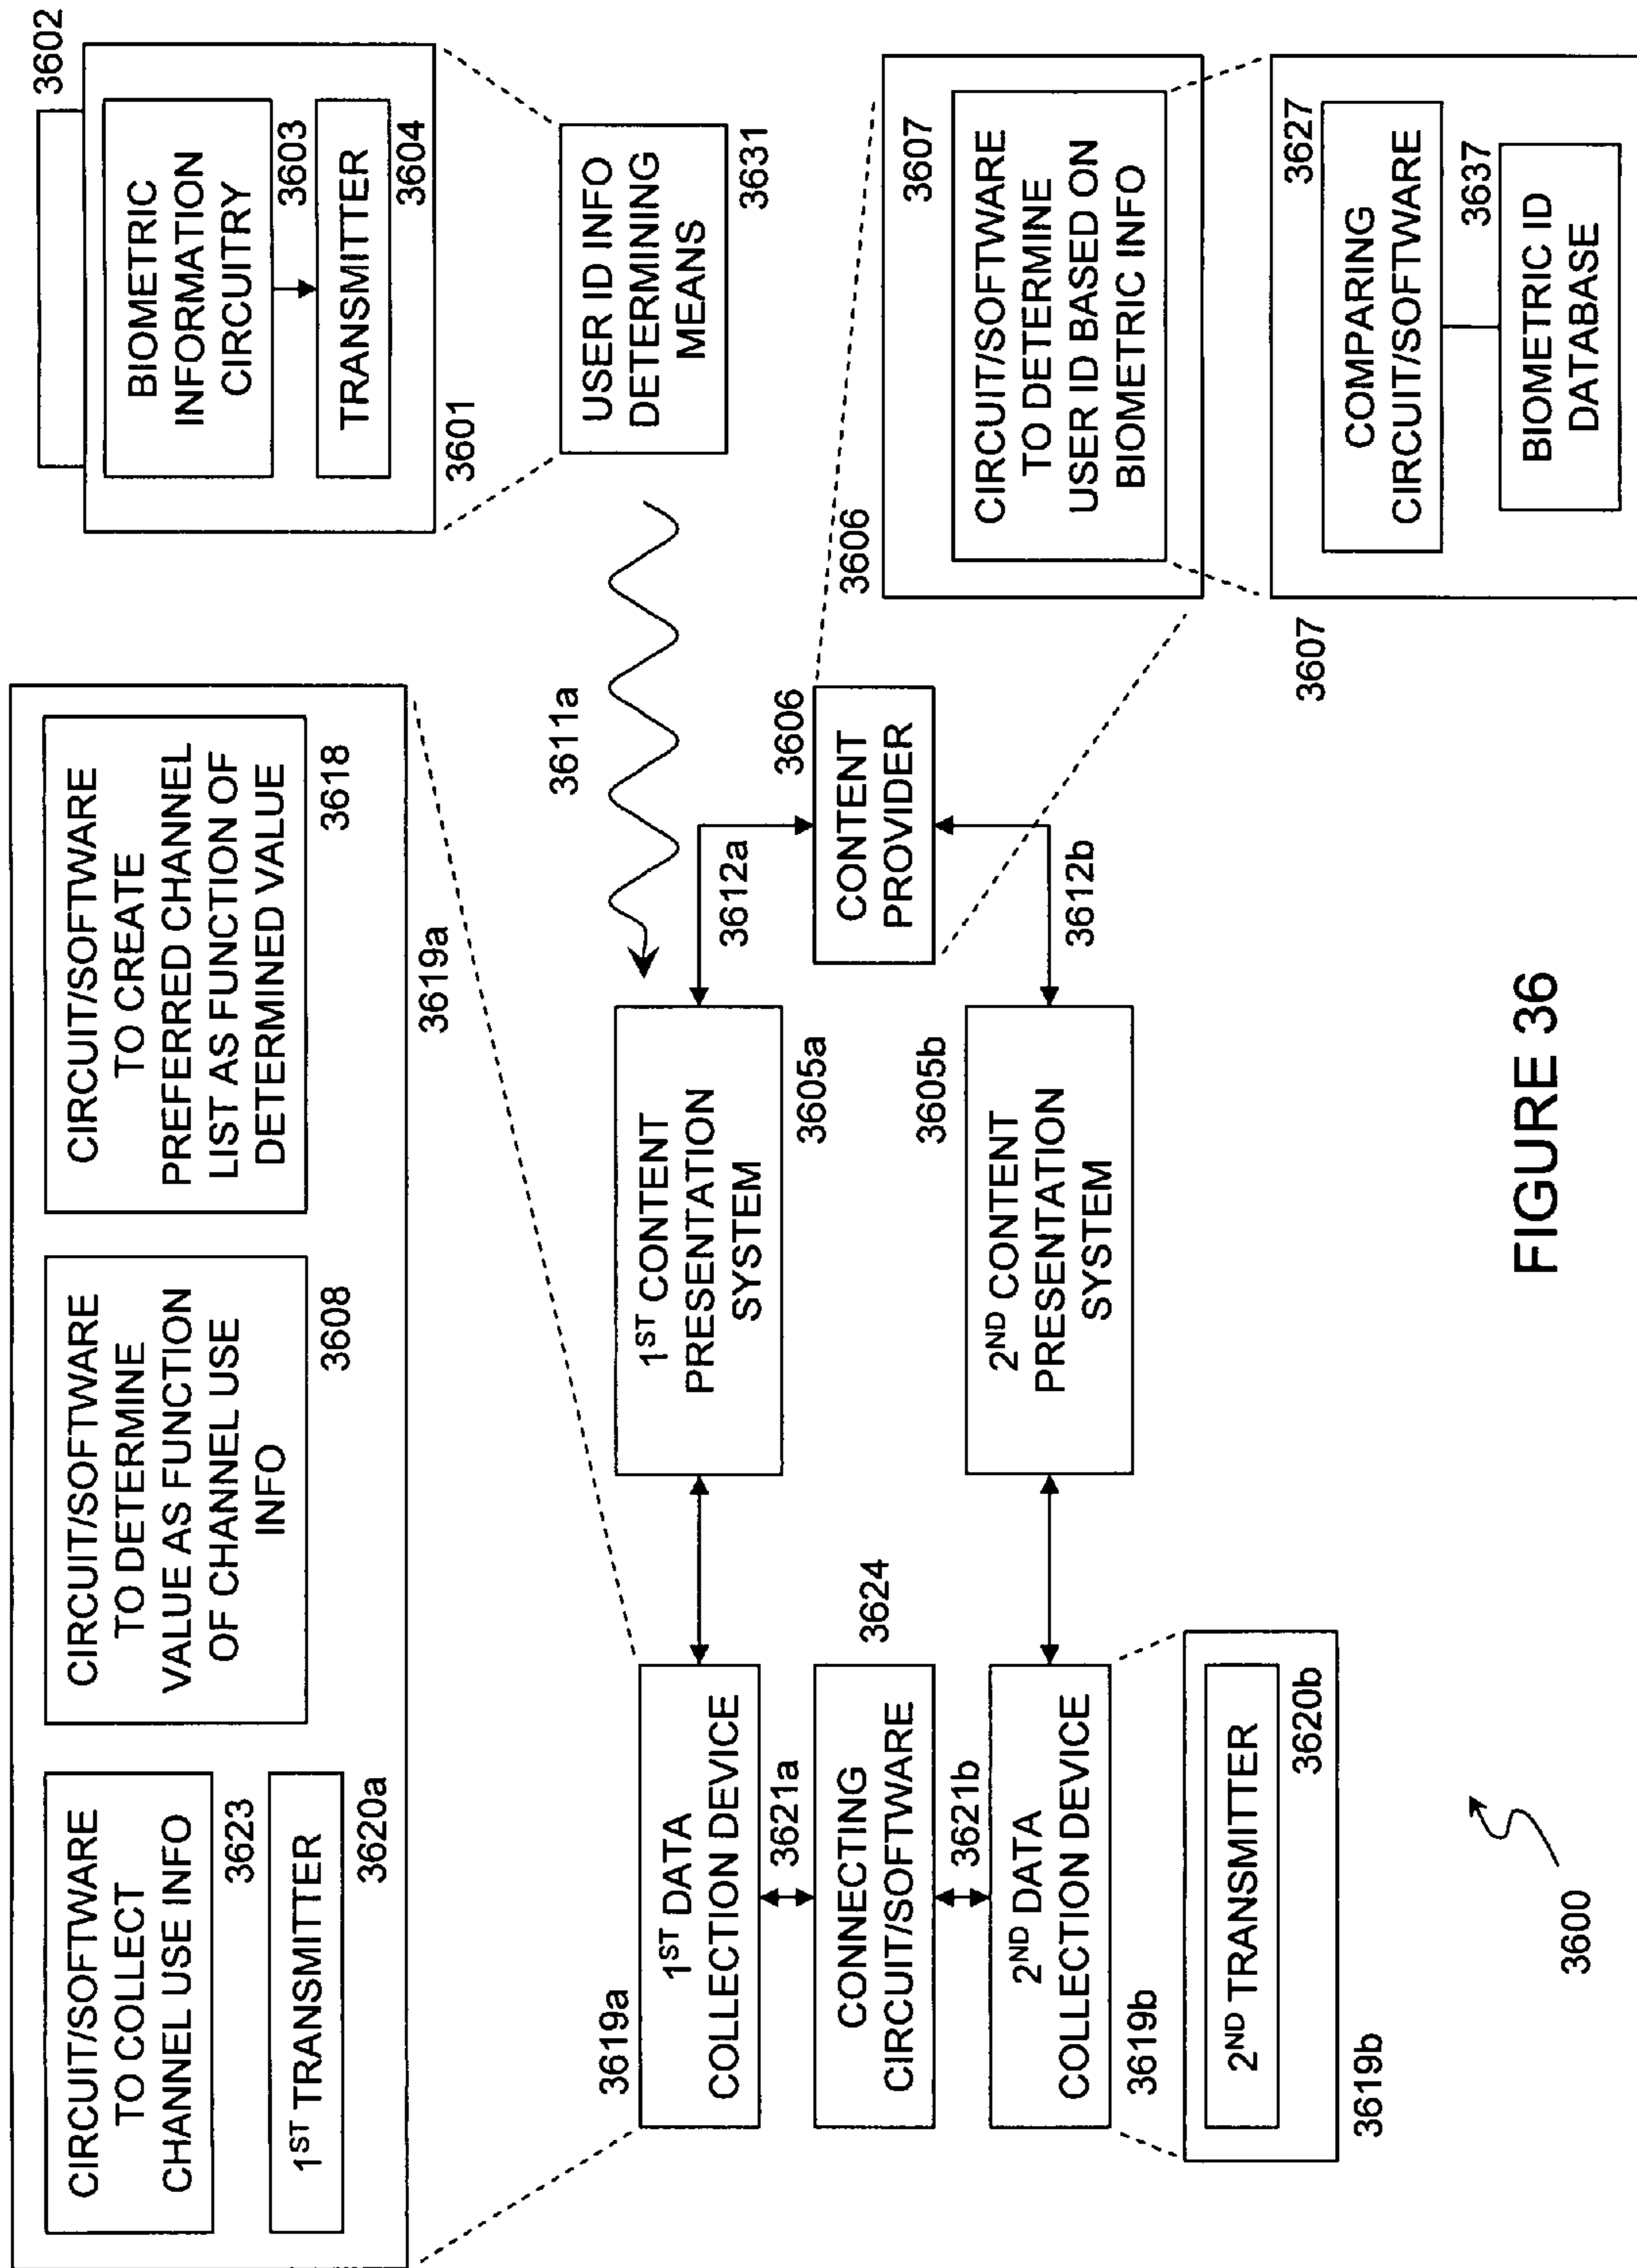 CIRCUIT/SOFTWARE
TO COLLECT
CHANNEL USE INFO
3623
1ST TRANSMITTER
3620a
CIRCUIT/SOFTWARE
TO DETERMINE
VALUE AS FUNCTION
OF CHANNEL USE
INFO
3608
CIRCUIT/SOFTWARE
TO CREATE
PREFERRED CHANNEL
LIST AS FUNCTION OF
DETERMINED VALUE
3618
3619a
3602
BIOMETRIC
INFORMATION
CIRCUITRY
3603
TRANSMITTER
3604
3601
USER ID INFO
DETERMINING
MEANS
3631
3611a
3619a
1ST DATA
COLLECTION DEVICE
3621a
CONNECTING
CIRCUIT/SOFTWARE
3624
3621b
2ND DATA
COLLECTION DEVICE
3619b
2ND TRANSMITTER
3620b
3619b
1ST CONTENT
PRESENTATION
SYSTEM
3605a
2ND CONTENT
PRESENTATION
SYSTEM
3605b
3612a
3612b
CONTENT
PROVIDER
3606
3606
CIRCUIT/SOFTWARE
TO DETERMINE
USER ID BASED ON
BIOMETRIC INFO
3607
3607
COMPARING
CIRCUIT/SOFTWARE
3627
BIOMETRIC ID
DATABASE
3637
3600
FIGURE 36